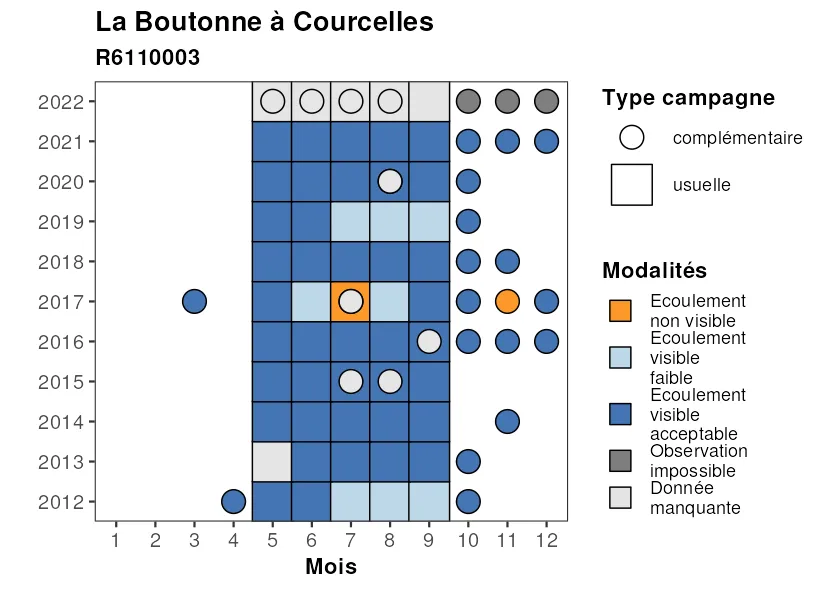 La Boutonne à Courcelles
R6110003
2022
2021
2020
2019
2018
2017
2016
2015
2014
2013
2012
1 2 3 4 5 6 7 8 9 10 11 12
Mois
Type campagne
complémentaire
usuelle
Modalités
Ecoulement
non visible
Ecoulement
visible
faible
Ecoulement
visible
acceptable
Observation
impossible
Donnée
manquante